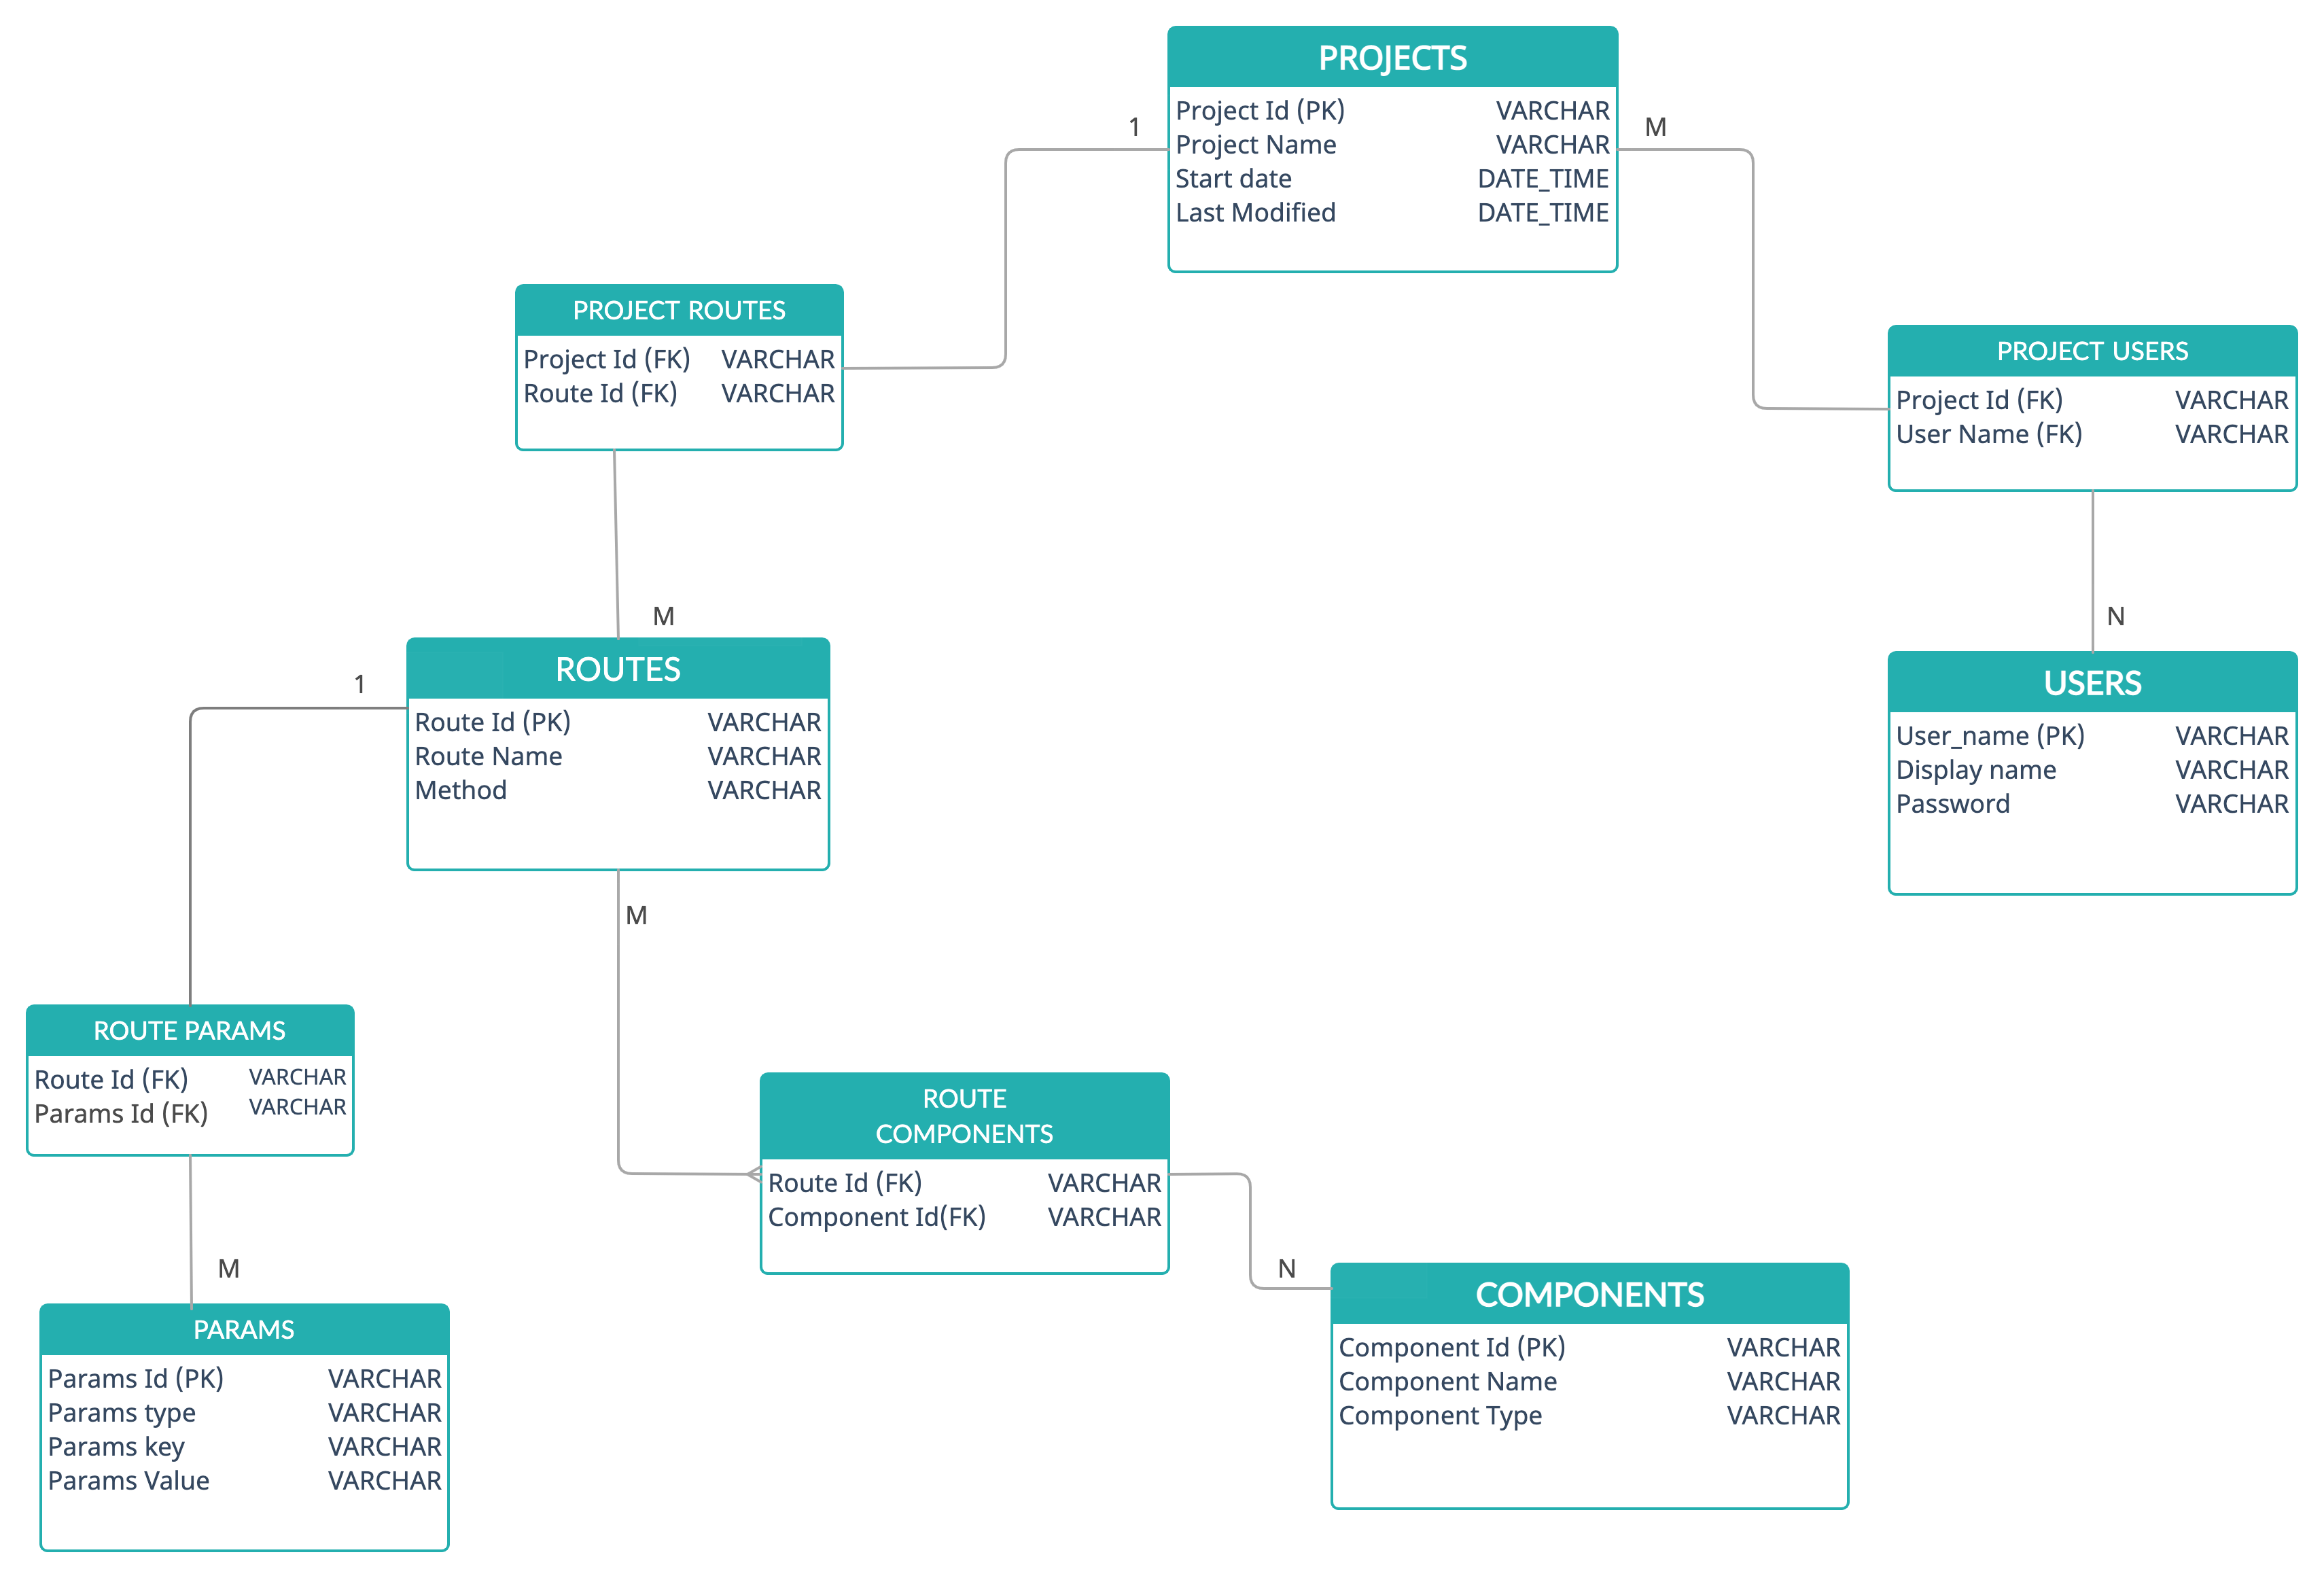 PROJECTS
Project Id (PK) VARCHAR
Project Name VARCHAR
Start date DATE_TIME
Last Modified DATE_TIME
1
M
PROJECT ROUTES
Project Id (FK) VARCHAR
Route Id (FK) VARCHAR
PROJECT USERS
Project Id (FK) VARCHAR
User Name (FK) VARCHAR
M
N
ROUTES
Route Id (PK) VARCHAR
Route Name VARCHAR
Method VARCHAR
USERS
User_name (PK) VARCHAR
Display name VARCHAR
Password VARCHAR
1
M
ROUTE PARAMS
Route Id (FK) VARCHAR
Params Id (FK) VARCHAR
ROUTE
COMPONENTS
Route Id (FK) VARCHAR
Component Id(FK) VARCHAR
M
N
PARAMS
Params Id (PK) VARCHAR
Params type VARCHAR
Params key VARCHAR
Params Value VARCHAR
COMPONENTS
Component Id (PK) VARCHAR
Component Name VARCHAR
Component Type VARCHAR